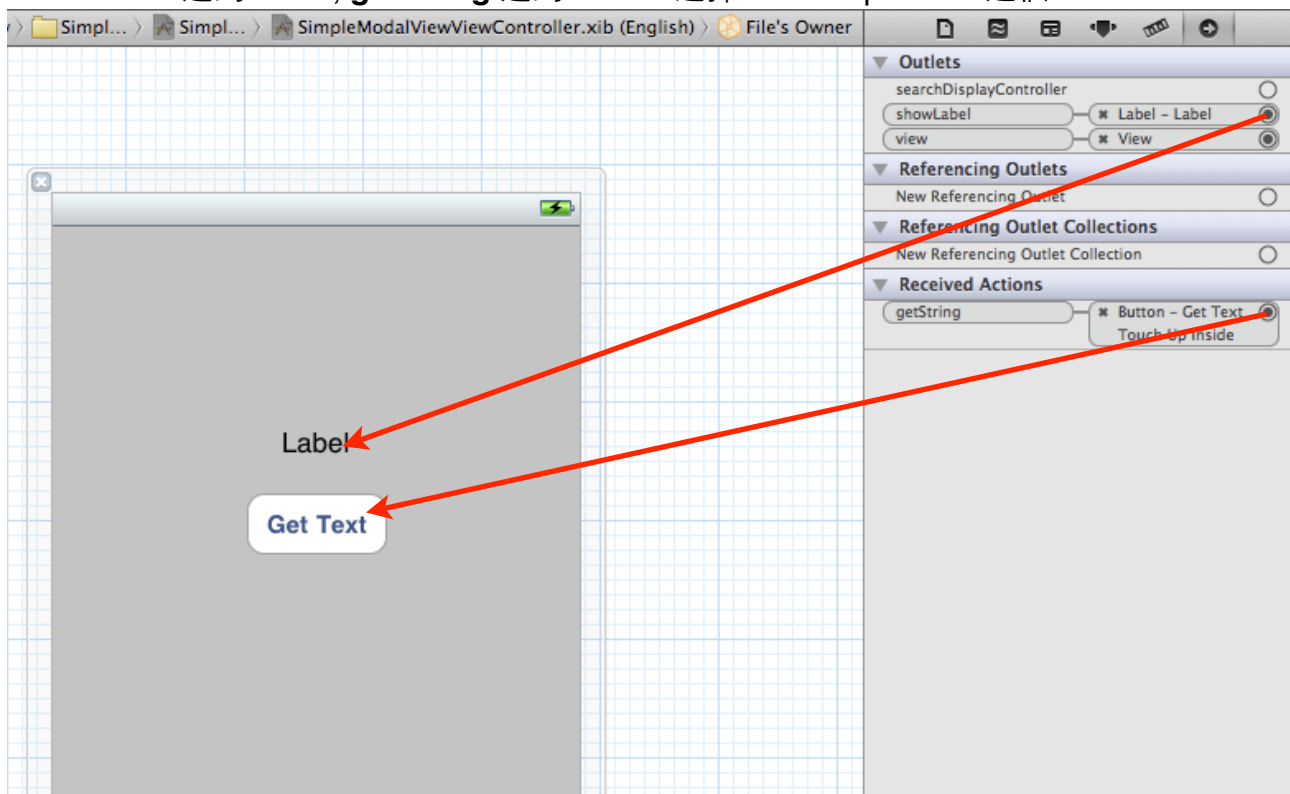 Simpl... 〉 Simpl... 〉 SimpleModalViewViewController.xib (English) 〉 File's Owner
Outlets
searchDisplayController
showLabel Label – Label
view View
Referencing Outlets
New Referencing Outlet
Referencing Outlet Collections
New Referencing Outlet Collection
Received Actions
getString Button – Get Text
Touch Up Inside
Label
Get Text